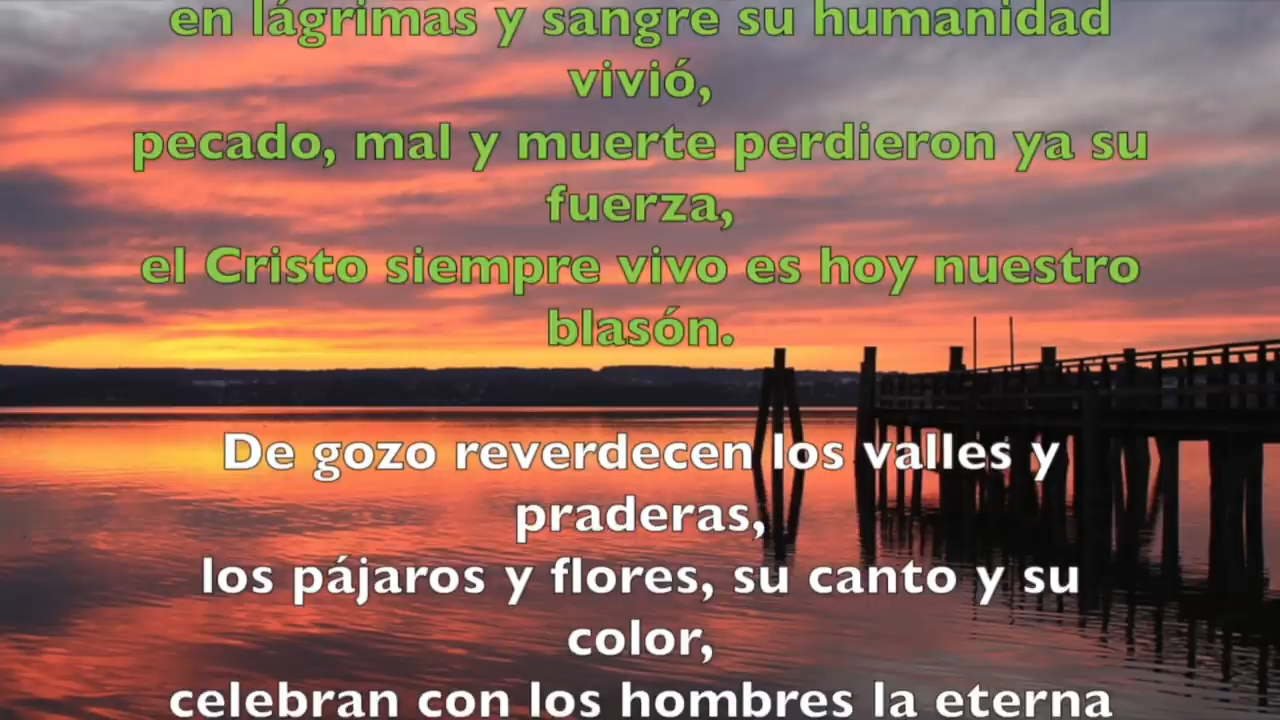 en lágrimas y sangre su humanidad
vivió,
pecado, mal y muerte perdieron ya su
fuerza,
el Cristo siempre vivo es hoy nuestro
blasón.
De gozo reverdecen los valles y
praderas,
los pájaros y flores, su canto y su
color,
celebran con los hombres la eterna